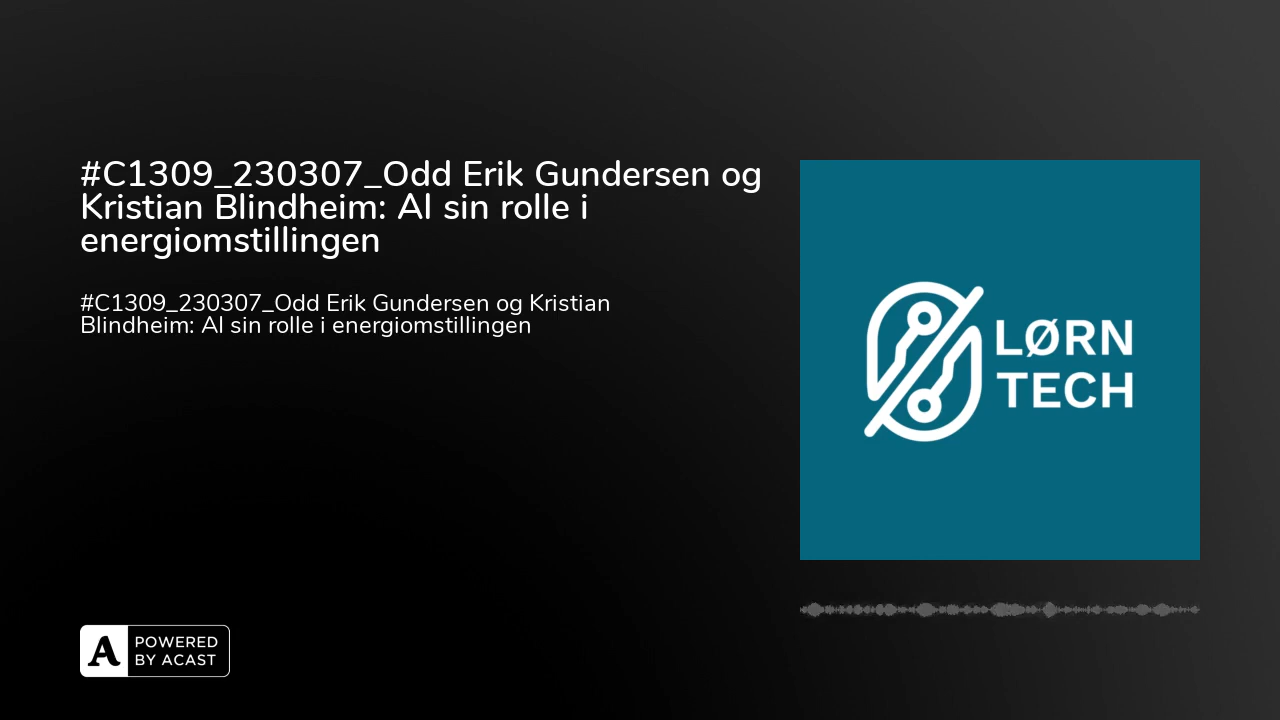 #C1309_230307_Odd Erik Gundersen og
Kristian Blindheim: AI sin rolle i
energiomstillingen
#C1309_230307_Odd Erik Gundersen og Kristian
Blindheim: AI sin rolle i energiomstillingen
LØRN
TECH
A
POWERED
BY ACAST